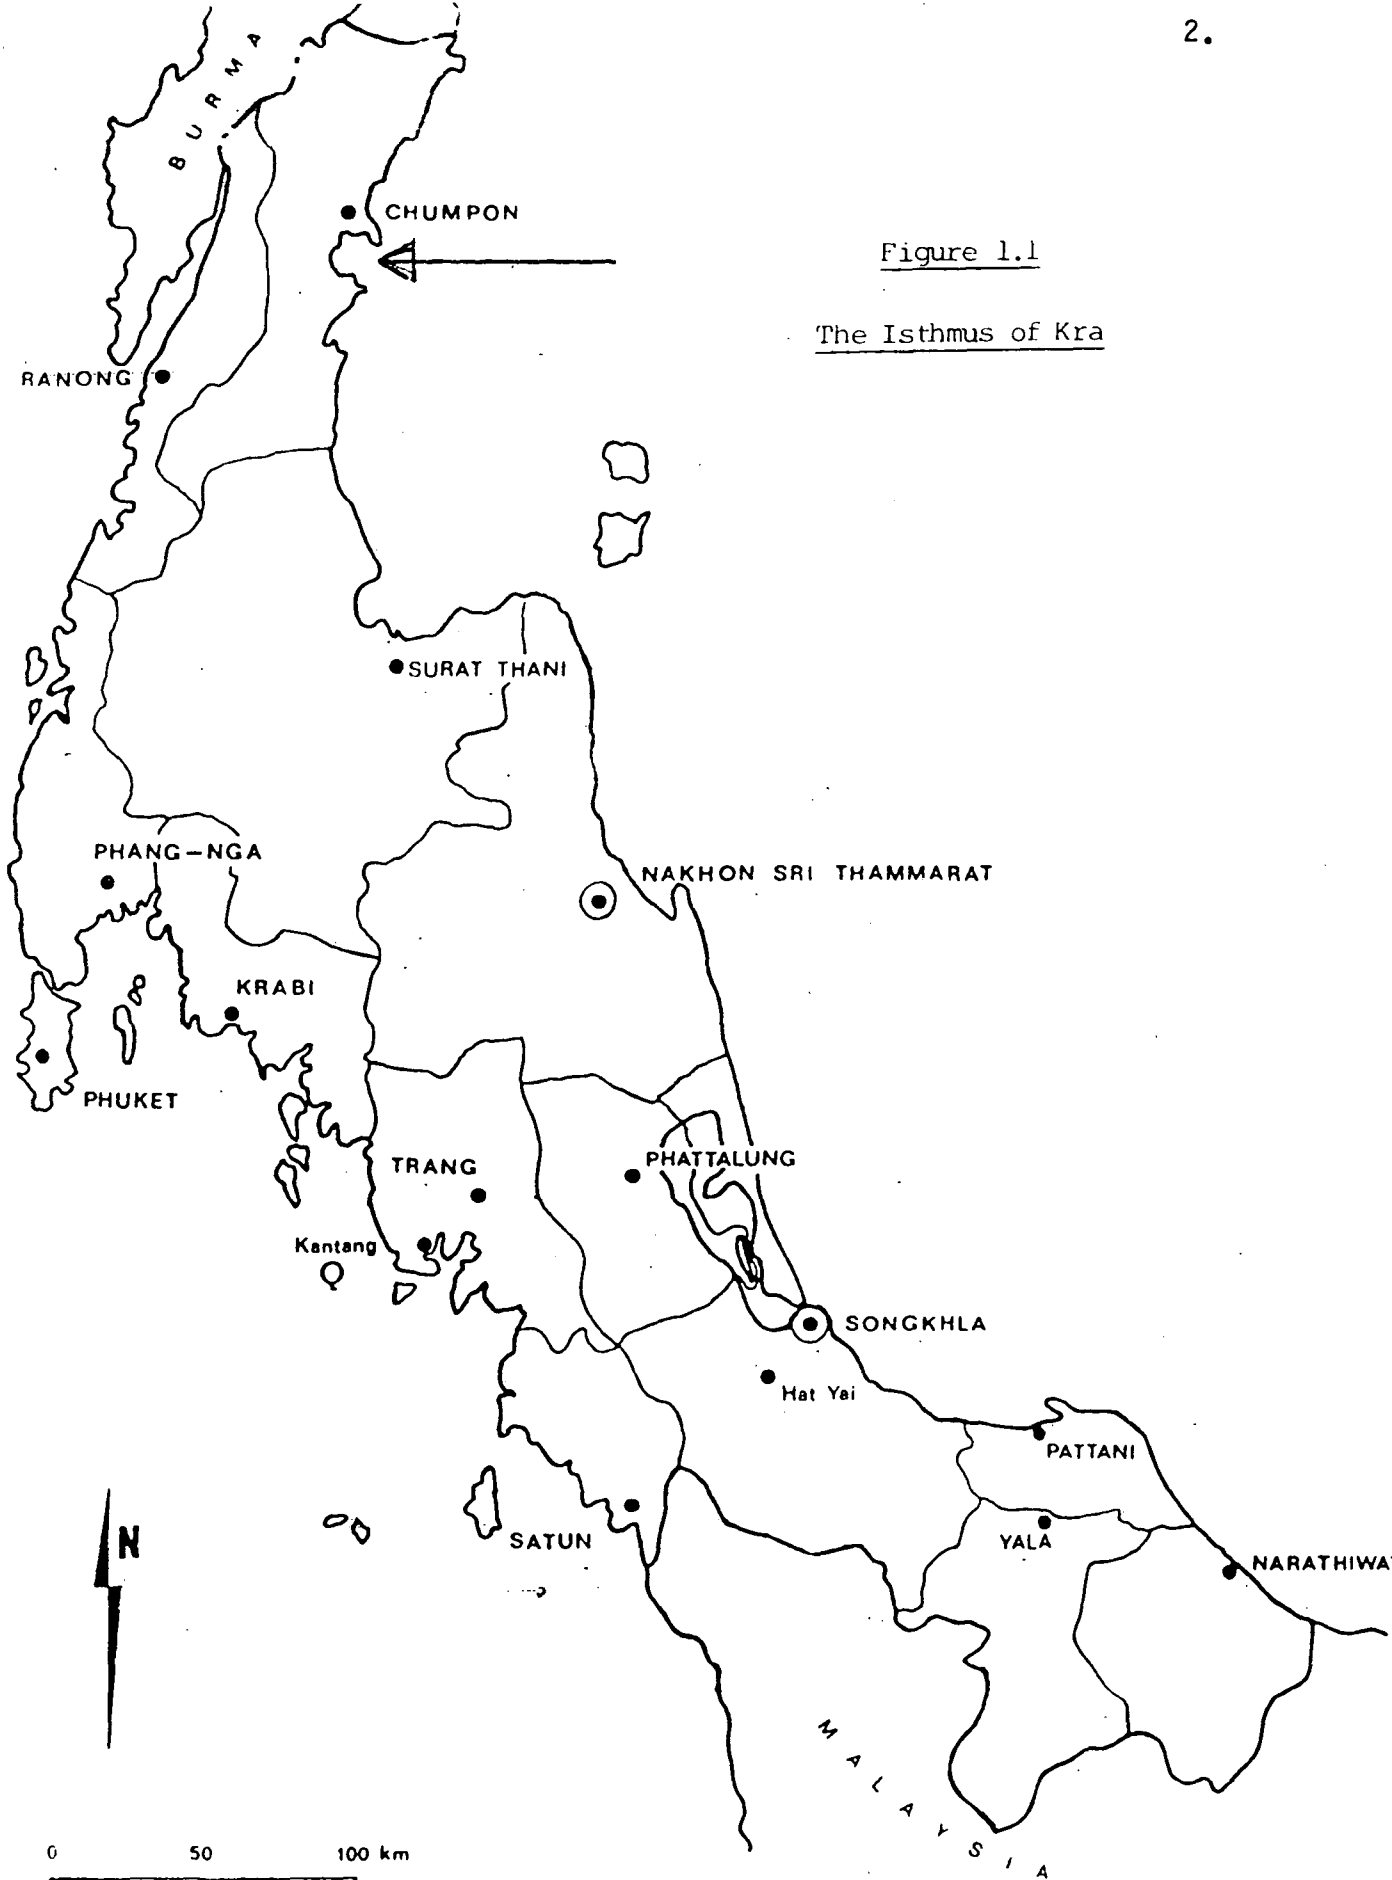 2.
BURMA
CHUMPON
Figure 1.1
The Isthmus of Kra
RANONG
SURAT THANI
PHANG-NGA
NAKHON SRI THAMMARAT
KRABI
PHUKET
PHATTALUNG
TRANG
Kantang
SONGKHLA
Hat Yai
PATTANI
N
SATUN
YALA
NARATHIWAT
MALAYSIA
0 50 100 km